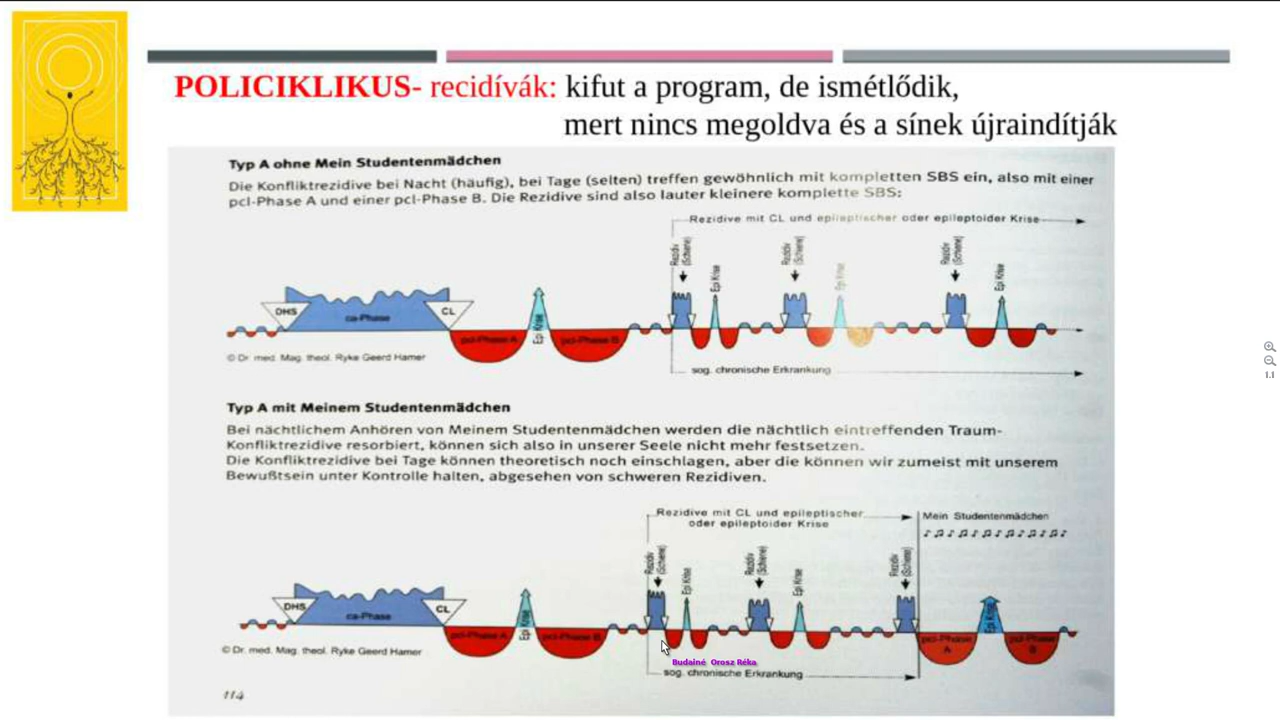 POLICIKLIKUS- recidívák: kifut a program, de ismétlődik,
mert nincs megoldva és a sínek újraindítják
Typ A ohne Mein Studentenmädchen
Die Konfliktrezidive bei Nacht (häufig), bei Tage (selten) treffen gewöhnlich mit kompletten SBS ein, also mit einer
pcl-Phase A und einer pcl-Phase B. Die Rezidive sind also lauter kleinere komplette SBS:
Rezidive mit CL und epileptischer oder epileptoider Krise
Rezidiv (Schiene)
Epi Krise
Rezidiv (Schiene)
Epi Krise
Rezidiv (Schiene)
Epi Krise
DHS
ca-Phase
CL
pcl-Phase A
Epi Krise
pcl-Phase B
© Dr. med. Mag. theol. Ryke Geerd Hamer
sog. chronische Erkrankung
Typ A mit Meinem Studentenmädchen
Bei nächtlichem Anhören von Meinem Studentenmädchen werden die nächtlich eintreffenden Traum-
Konfliktrezidive resorbiert, können sich also in unserer Seele nicht mehr festsetzen.
Die Konfliktrezidive bei Tage können theoretisch noch einschlagen, aber die können wir zumeist mit unserem
Bewußtsein unter Kontrolle halten, abgesehen von schweren Rezidiven.
Rezidive mit CL und epileptischer
oder epileptoider Krise
Mein Studentenmädchen
Rezidiv (Schiene)
Epi Krise
Rezidiv (Schiene)
Epi Krise
Rezidiv (Schiene)
DHS
ca-Phase
CL
pcl-Phase A
Epi Krise
pcl-Phase B
pcl-Phase
A
Epi Krise
pcl-Phase
B
© Dr. med. Mag. theol. Ryke Geerd Hamer
Budainé Orosz Réka
sog. chronische Erkrankung
114
1.1